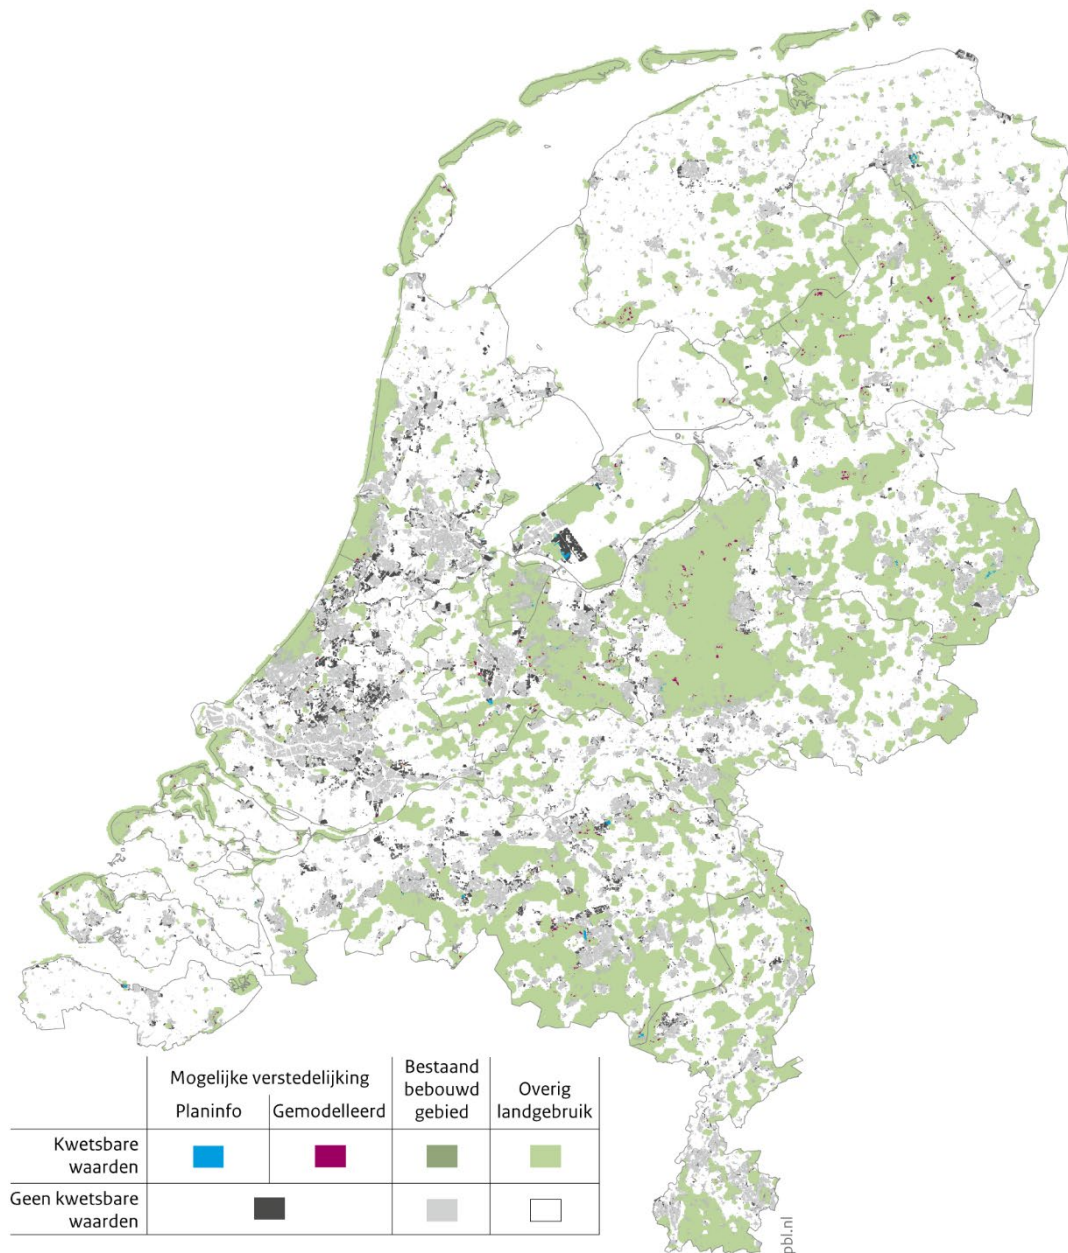 Mogelijke verstedelijking
Bestaand
bebouwd
gebied
Overig
landgebruik
Planinfo
Gemodelleerd
Kwetsbare
waarden
Geen kwetsbare
waarden
pbl.nl